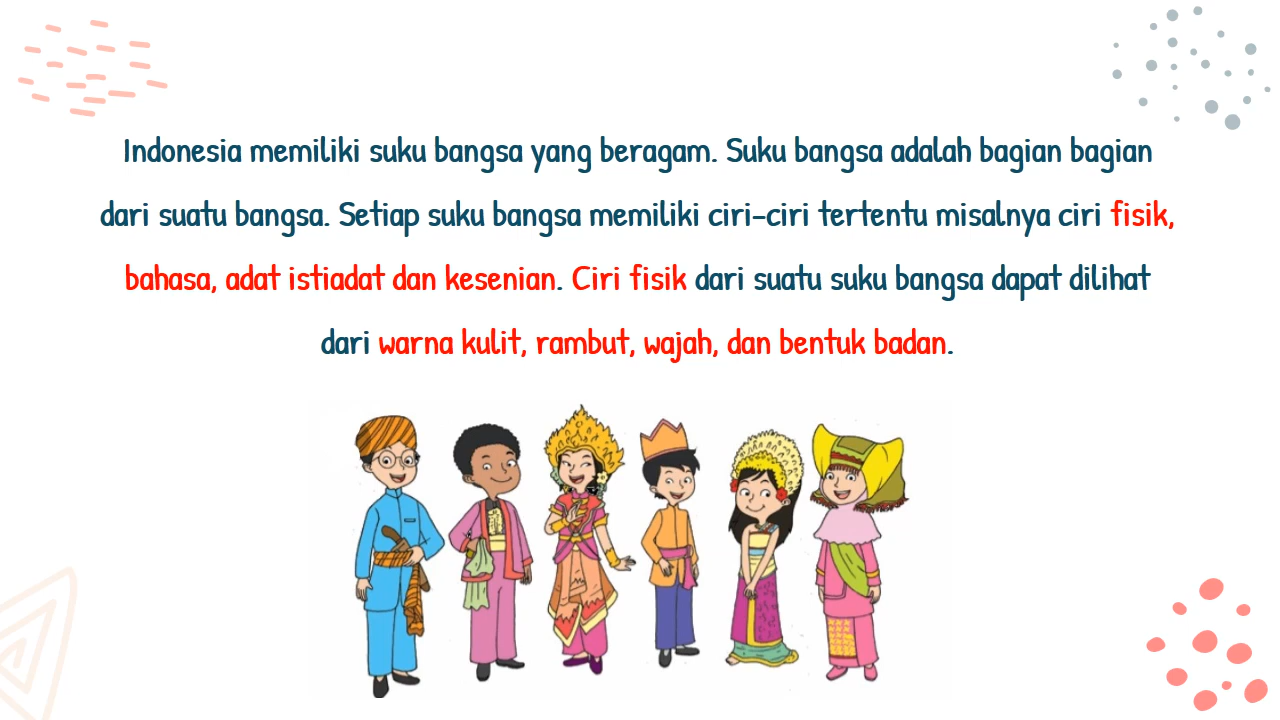 Indonesia memiliki suku bangsa yang beragam. Suku bangsa adalah bagian bagian
dari suatu bangsa. Setiap suku bangsa memiliki ciri-ciri tertentu misalnya ciri fisik,
bahasa, adat istiadat dan kesenian. Ciri fisik dari suatu suku bangsa dapat dilihat
dari warna kulit, rambut, wajah, dan bentuk badan.